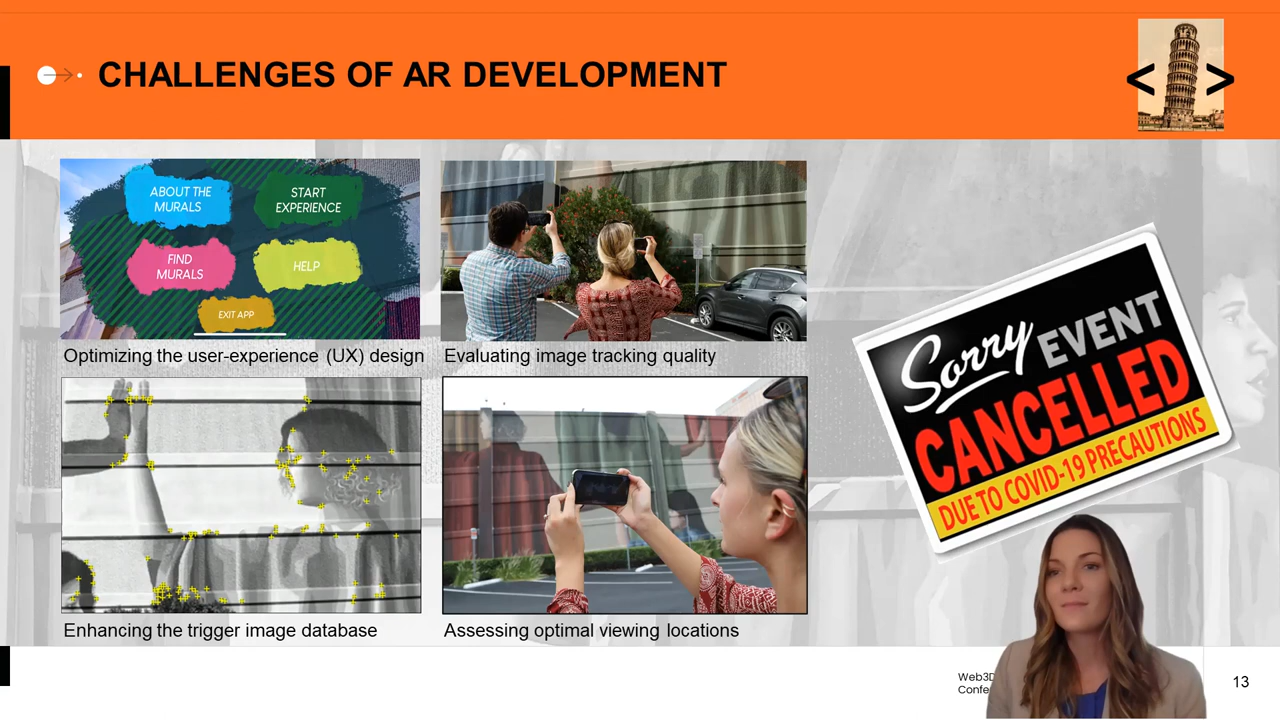 CHALLENGES OF AR DEVELOPMENT
< >
ABOUT THE
MURALS
START
EXPERIENCE
FIND
MURALS
HELP
EXIT APP
Optimizing the user-experience (UX) design
Evaluating image tracking quality
Enhancing the trigger image database
Assessing optimal viewing locations
Sorry EVENT
CANCELLED
DUE TO COVID-19 PRECAUTIONS
Web3D
Confe
13